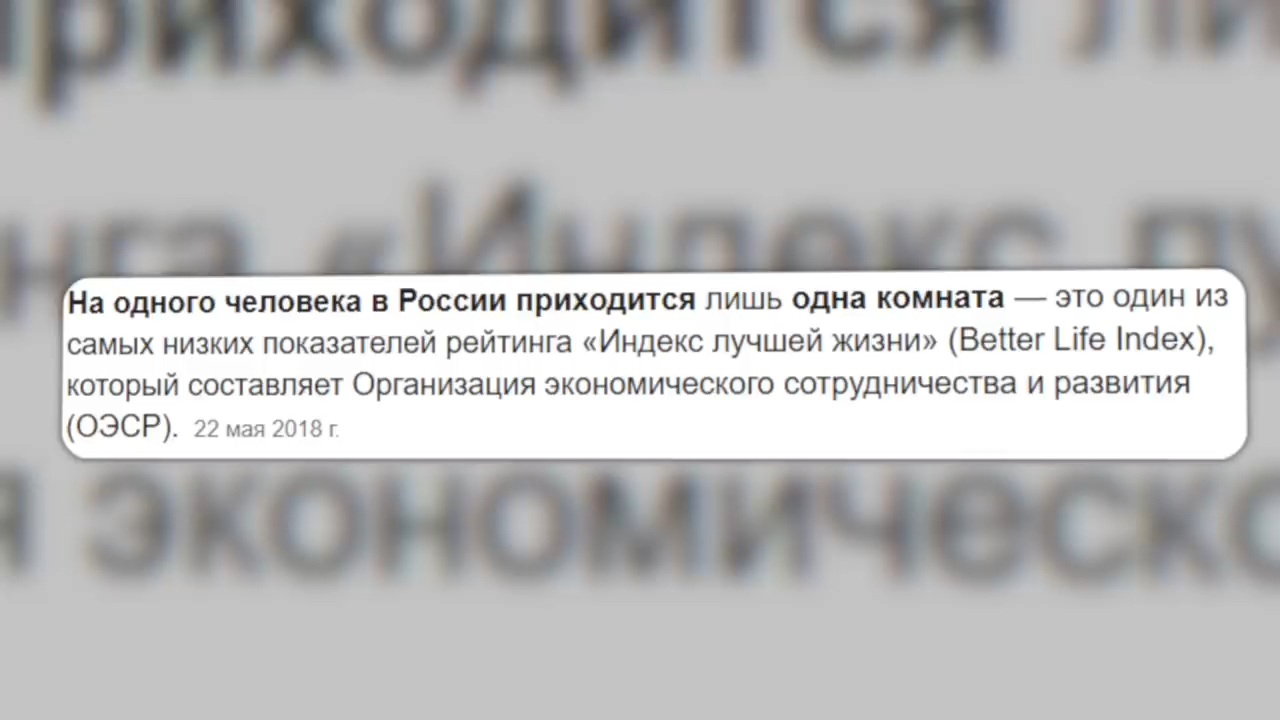 На одного человека в России приходится лишь одна комната — это один из
самых низких показателей рейтинга «Индекс лучшей жизни» (Better Life Index),
который составляет Организация экономического сотрудничества и развития
(ОЭСР). 22 мая 2018 г.